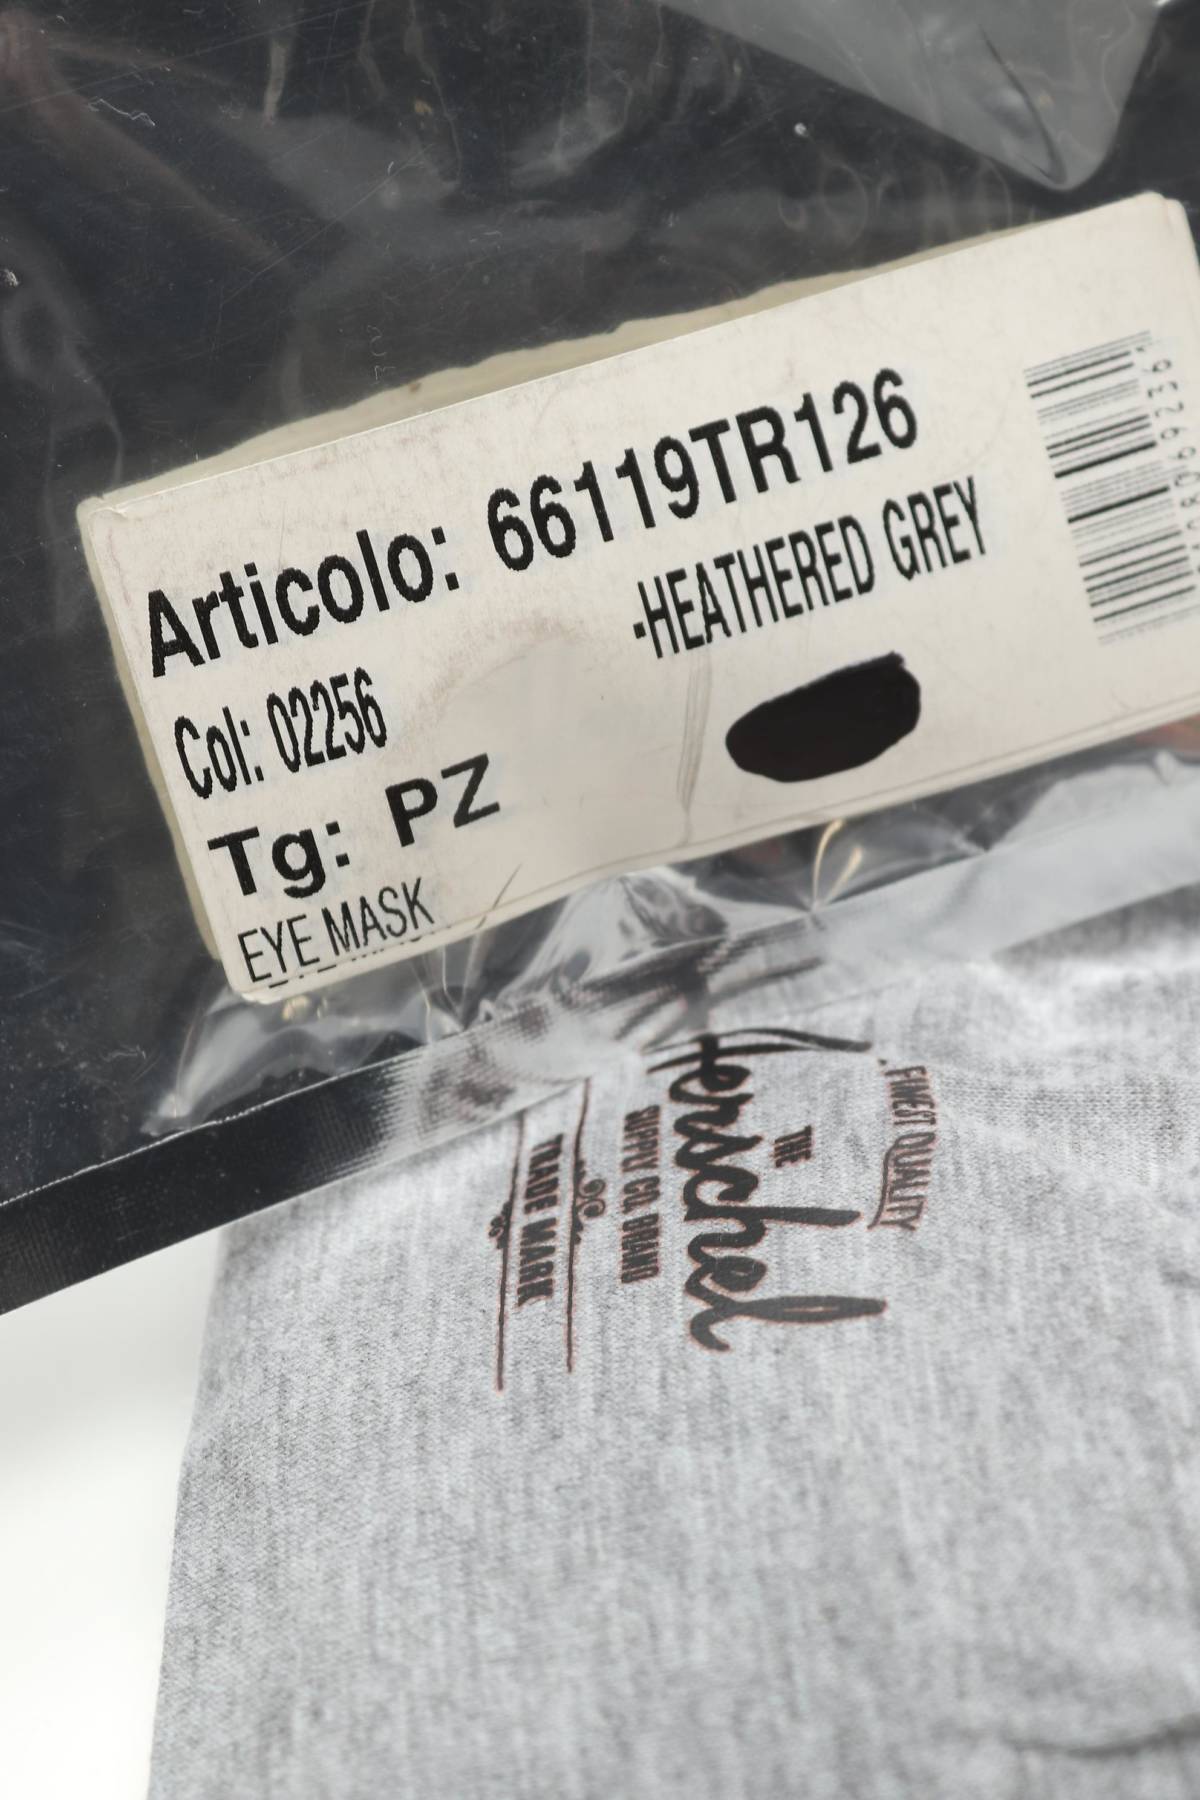 Articolo: 66119TR126
-HEATHERED GREY
Col: 02256
Tg: PZ
EYE MASK
FINEST QUALITY
THE
Herschel
SUPPLY CO. BRAND
TRADE MARK